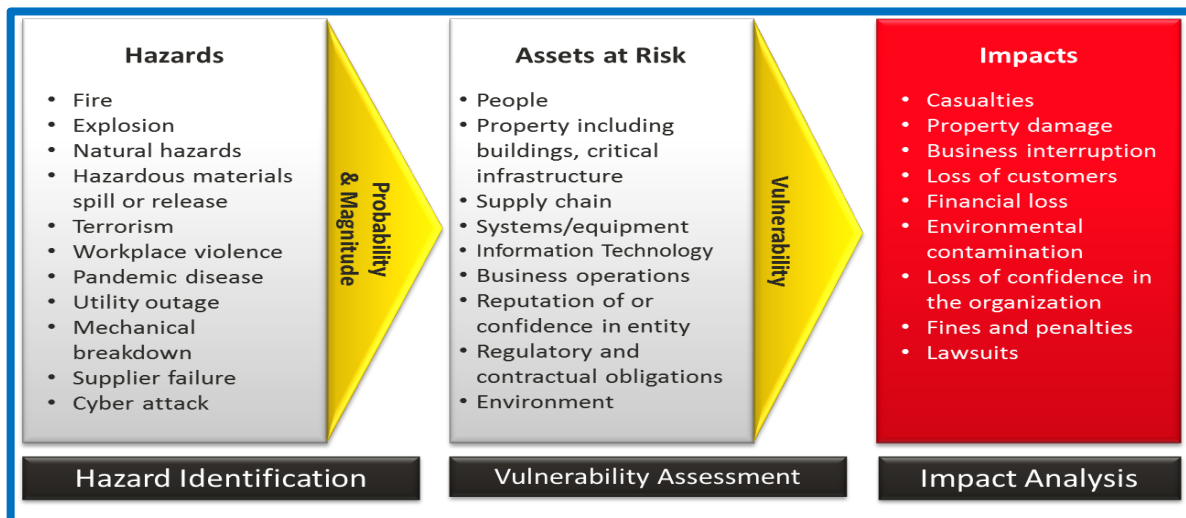 Hazards
• Fire
• Explosion
• Natural hazards
• Hazardous materials
spill or release
• Terrorism
• Workplace violence
• Pandemic disease
• Utility outage
• Mechanical
breakdown
• Supplier failure
• Cyber attack
Probability
& Magnitude
Assets at Risk
• People
• Property including
buildings, critical
infrastructure
• Supply chain
• Systems/equipment
• Information Technology
• Business operations
• Reputation of or
confidence in entity
• Regulatory and
contractual obligations
• Environment
Vulnerability
Impacts
• Casualties
• Property damage
• Business interruption
• Loss of customers
• Financial loss
• Environmental
contamination
• Loss of confidence in
the organization
• Fines and penalties
• Lawsuits
Hazard Identification
Vulnerability Assessment
Impact Analysis